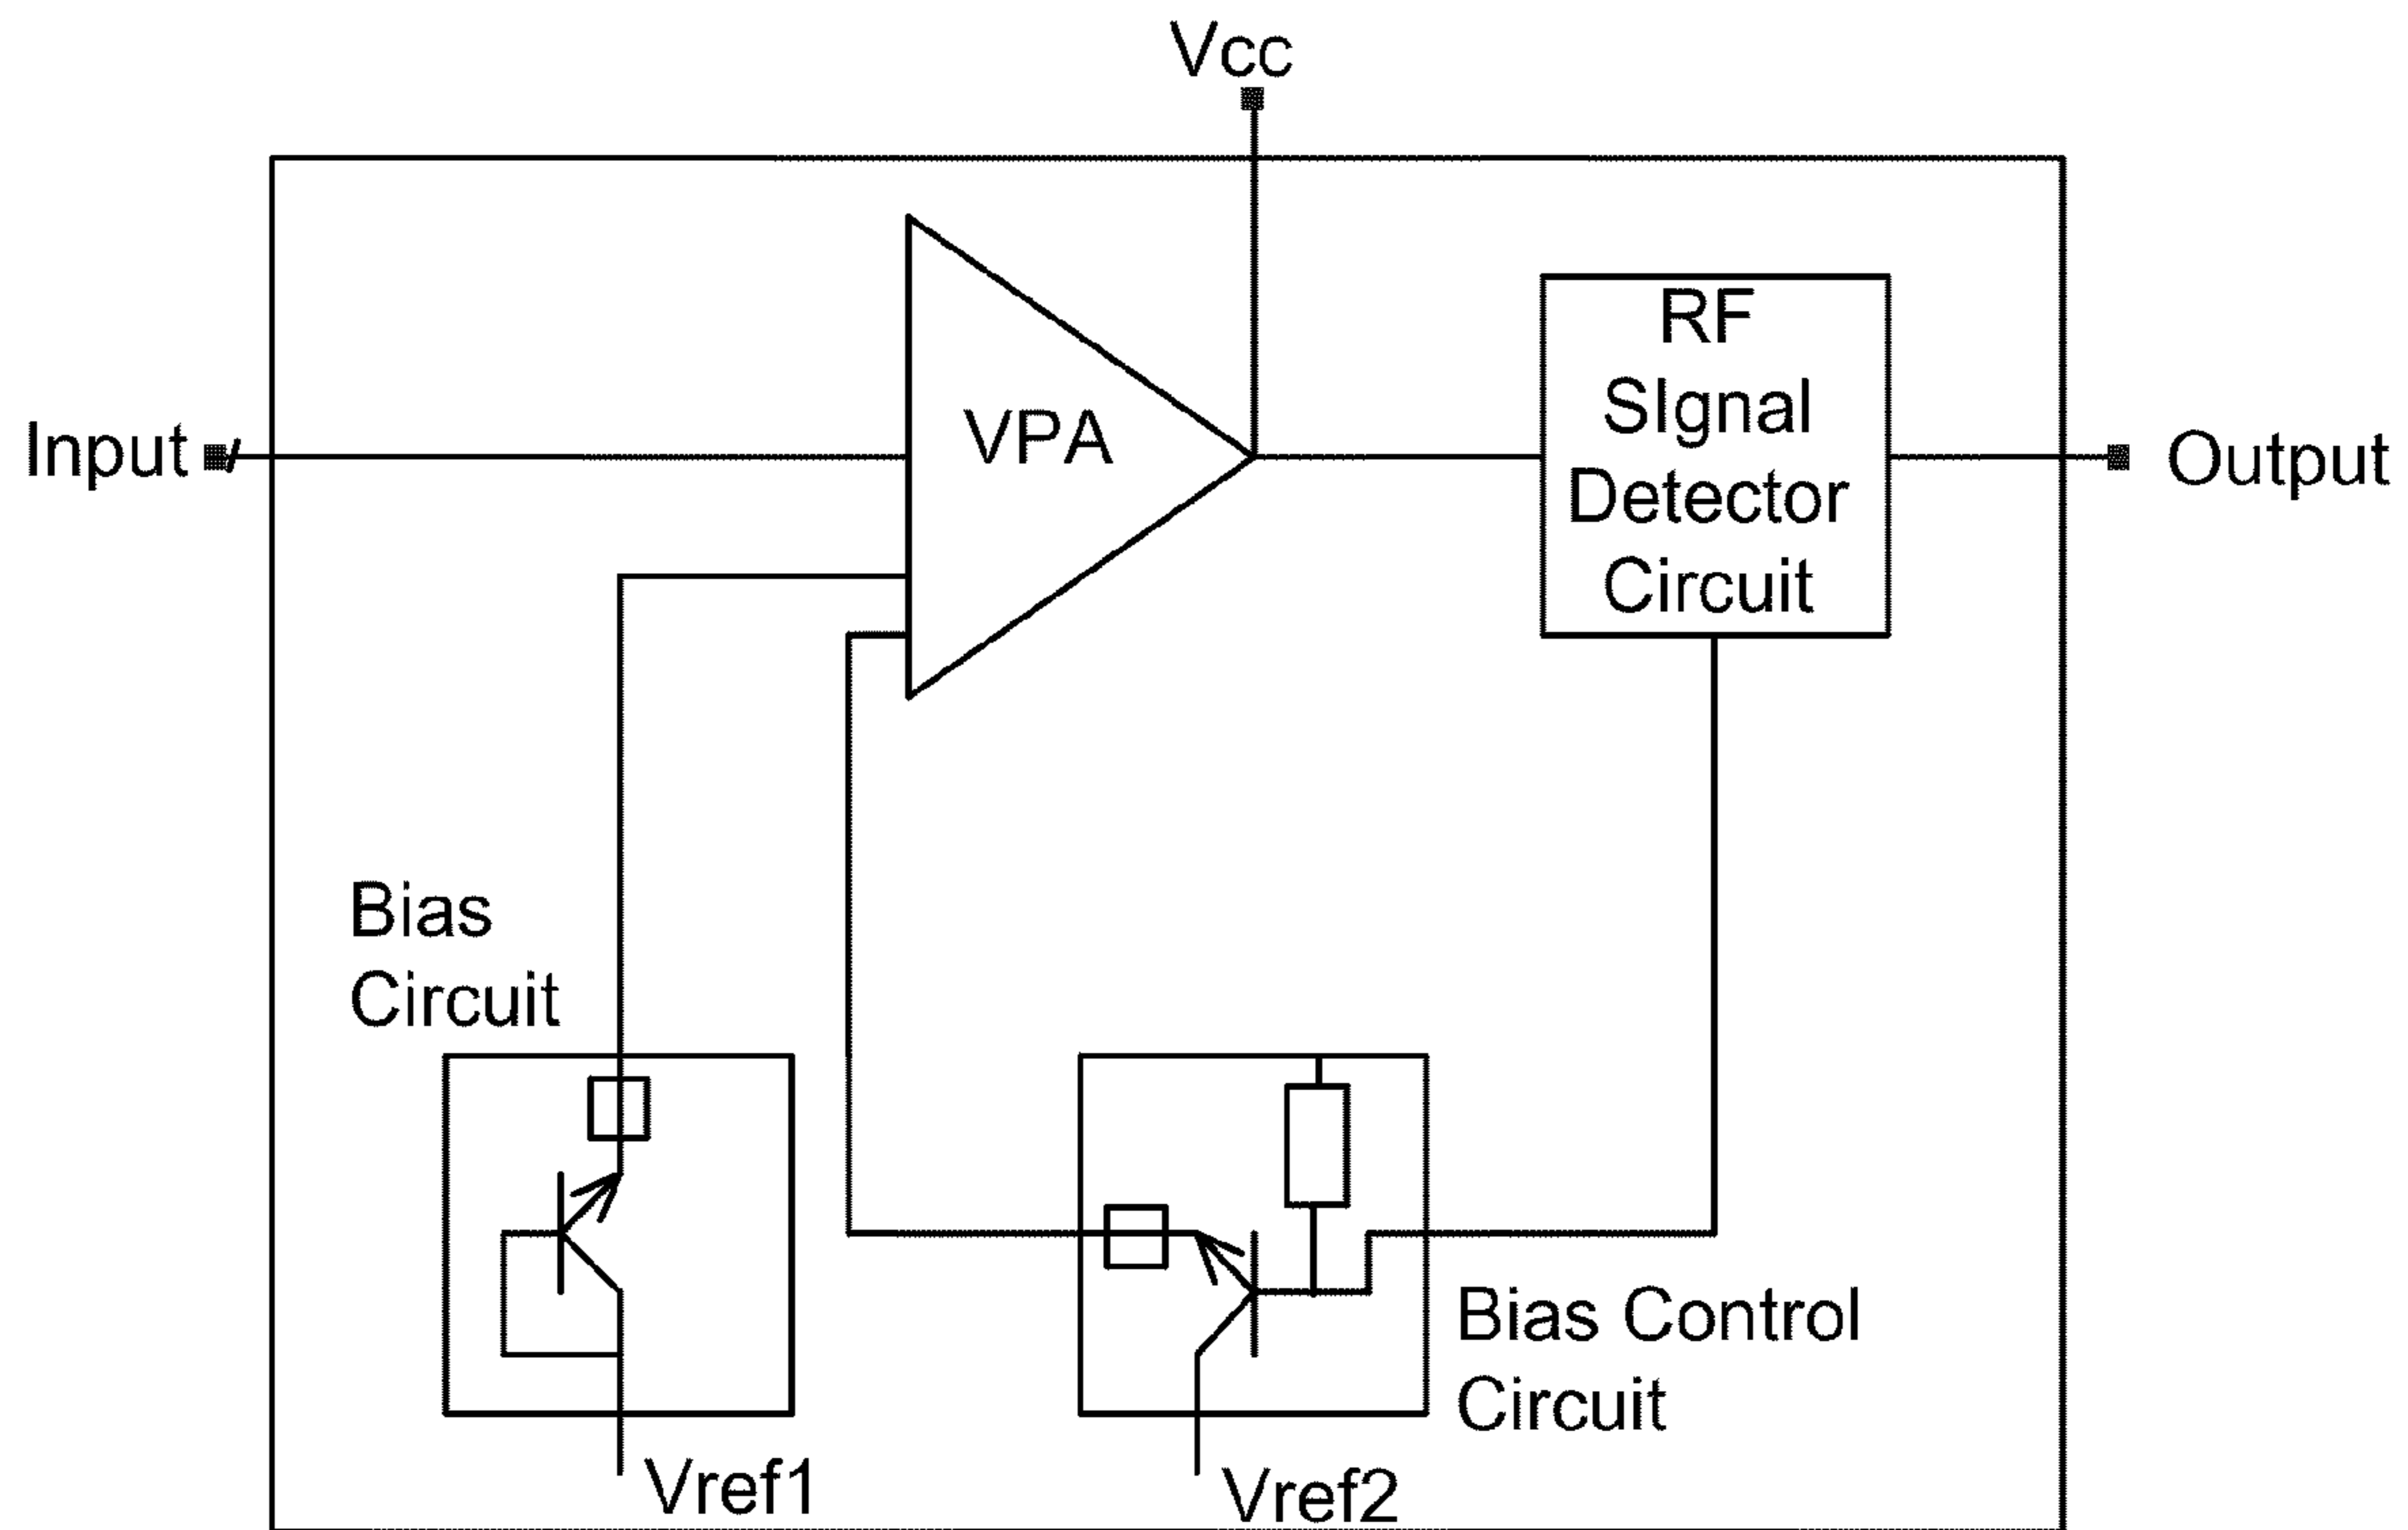 Vcc
VPA
RF
SIgnal
Detector
Circuit
Input
Output
Bias
Circuit
Bias Control
Circuit
Vref1
Vref2